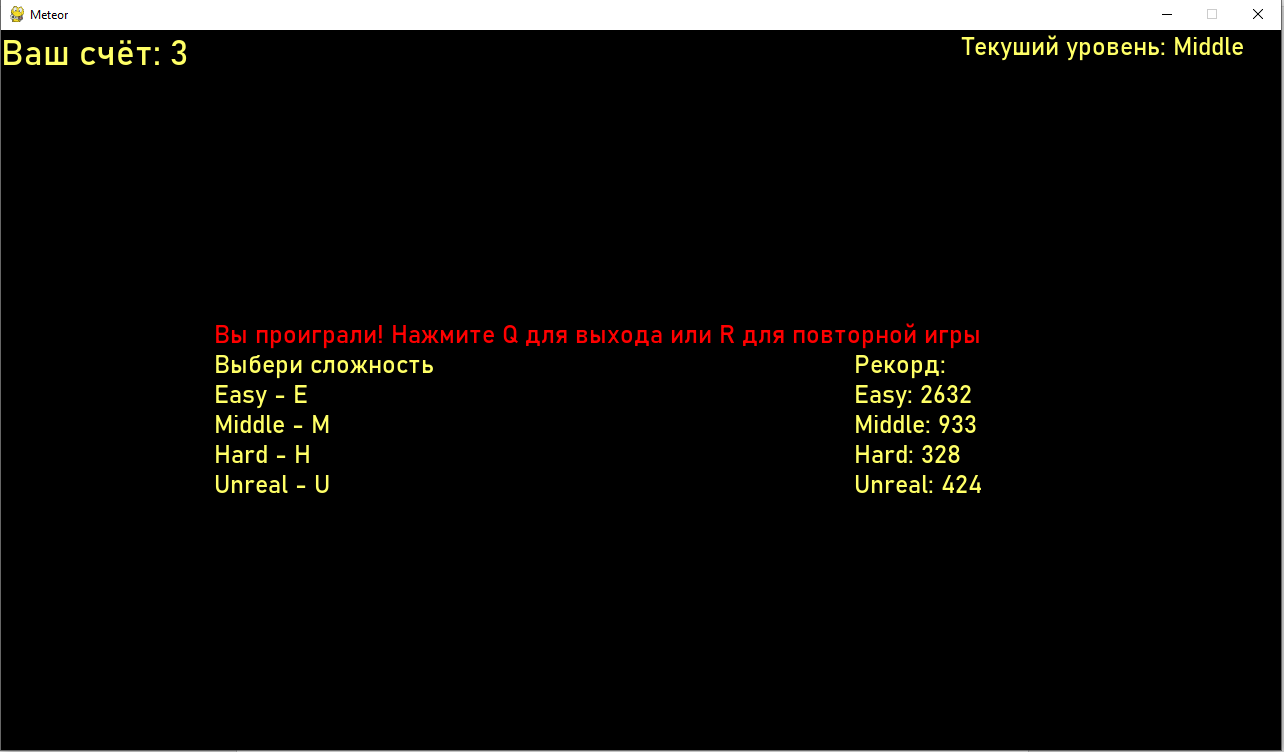 Meteor
Ваш счёт: 3
Текуший уровень: Middle
Вы проиграли! Нажмите Q для выхода или R для повторной игры
Выбери сложность
Easy - E
Middle - M
Hard - H
Unreal - U
Рекорд:
Easy: 2632
Middle: 933
Hard: 328
Unreal: 424